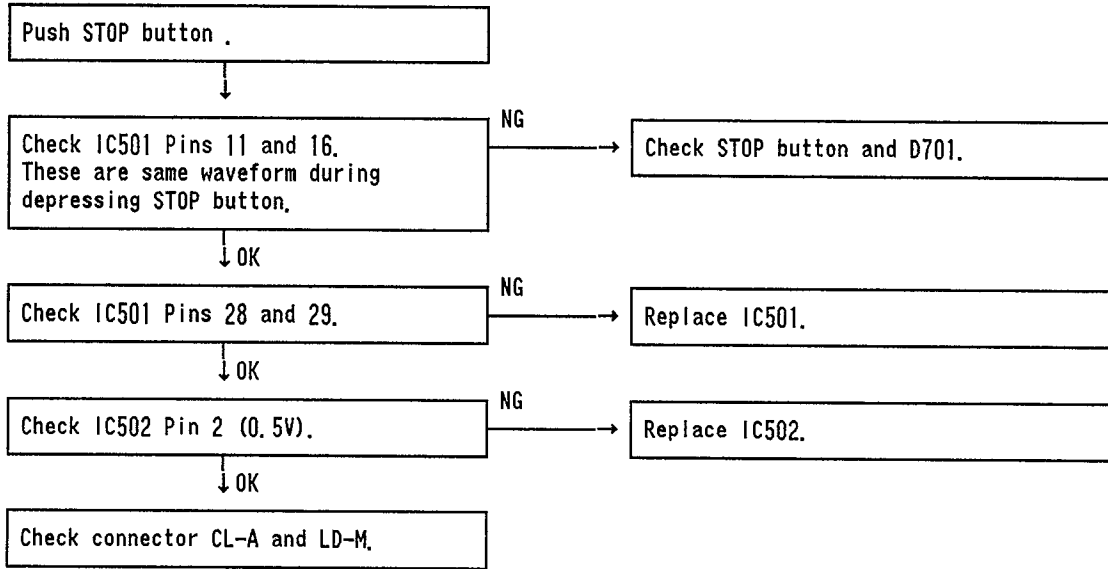 Push STOP button .
NG
Check IC501 Pins 11 and 16.
These are same waveform during
depressing STOP button.
Check STOP button and D701.
OK
NG
Check IC501 Pins 28 and 29.
Replace IC501.
OK
NG
Check IC502 Pin 2 (0.5V).
Replace IC502.
OK
Check connector CL-A and LD-M.